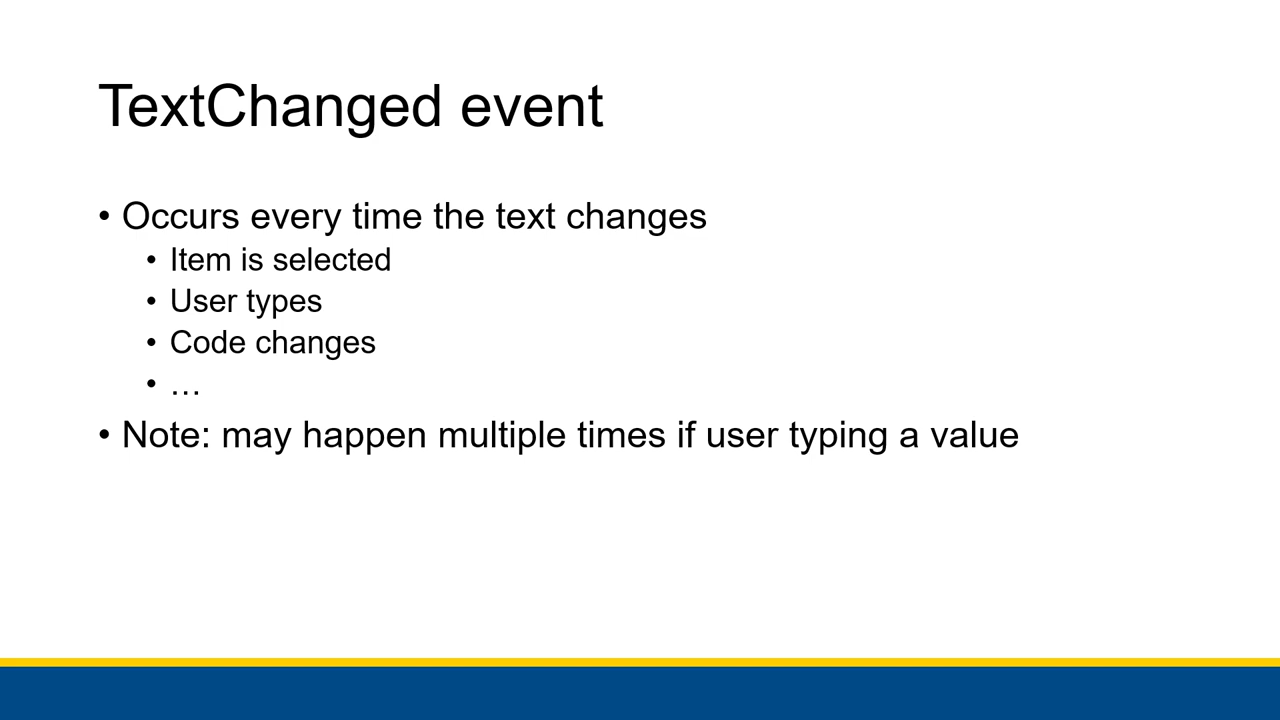 TextChanged event
• Occurs every time the text changes
• Item is selected
• User types
• Code changes
• …
• Note: may happen multiple times if user typing a value